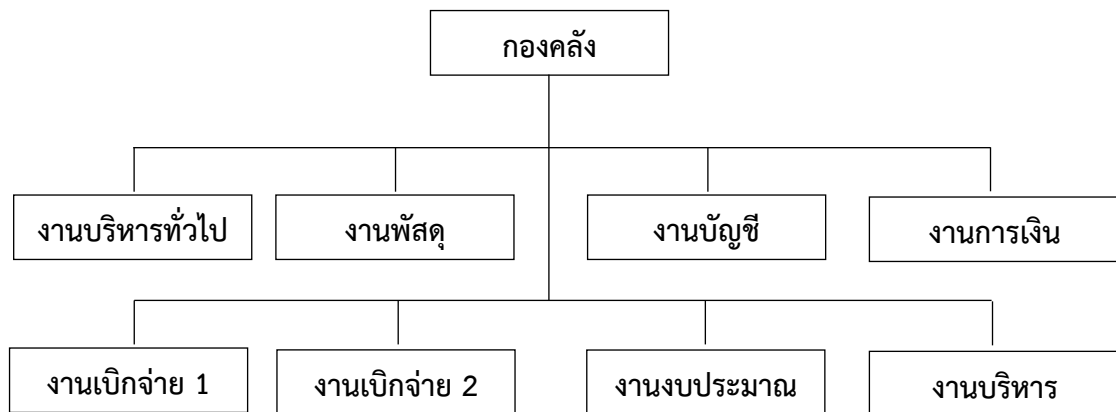 กองคลัง
งานบริหารทั่วไป
งานพัสดุ
งานบัญชี
งานการเงิน
งานเบิกจ่าย 1
งานเบิกจ่าย 2
งานงบประมาณ
งานบริหาร